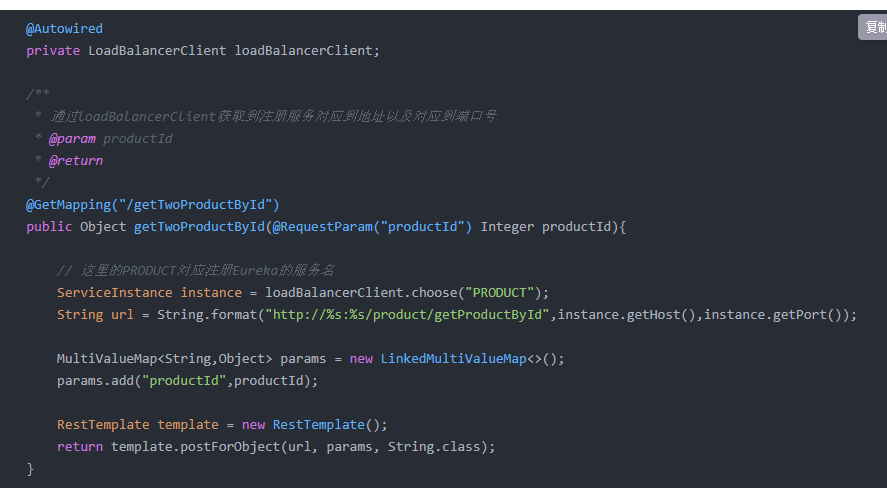 @Autowired
复制
private LoadBalancerClient loadBalancerClient;
/**
* 通过loadBalancerClient获取到注册服务对应到地址以及对应到端口号
* @param productId
* @return
*/
@GetMapping("/getTwoProductById")
public Object getTwoProductById(@RequestParam("productId") Integer productId){
// 这里的PRODUCT对应注册Eureka的服务名
ServiceInstance instance = loadBalancerClient.choose("PRODUCT");
String url = String.format("http://%s:%s/product/getProductById",instance.getHost(),instance.getPort());
MultiValueMap<String,Object> params = new LinkedMultiValueMap<>();
params.add("productId",productId);
RestTemplate template = new RestTemplate();
return template.postForObject(url, params, String.class);
}